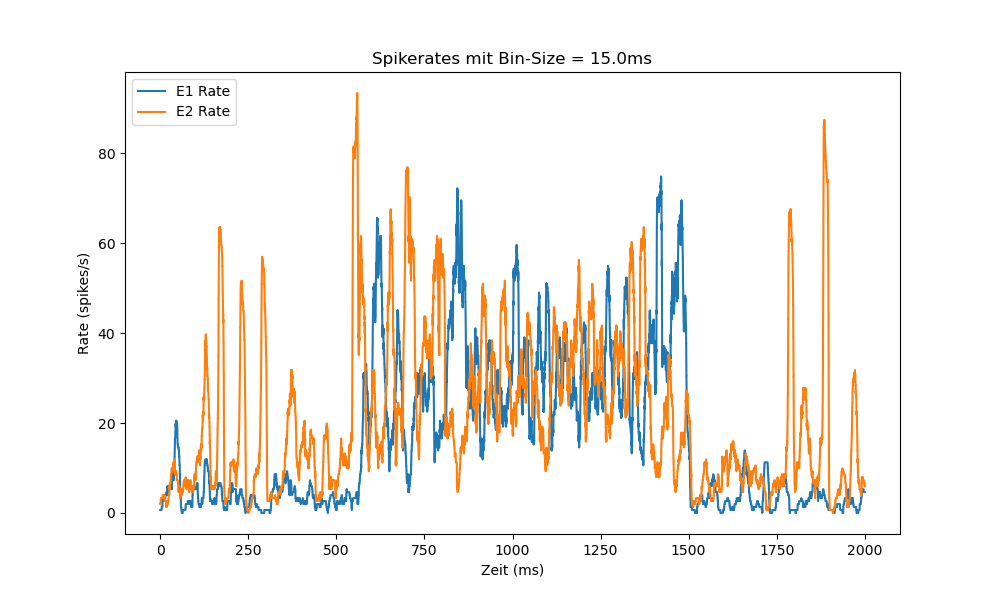 Spikerates mit Bin-Size = 15.0ms
E1 Rate
E2 Rate
Rate (spikes/s)
80
60
40
20
0
0 250 500 750 1000 1250 1500 1750 2000
Zeit (ms)